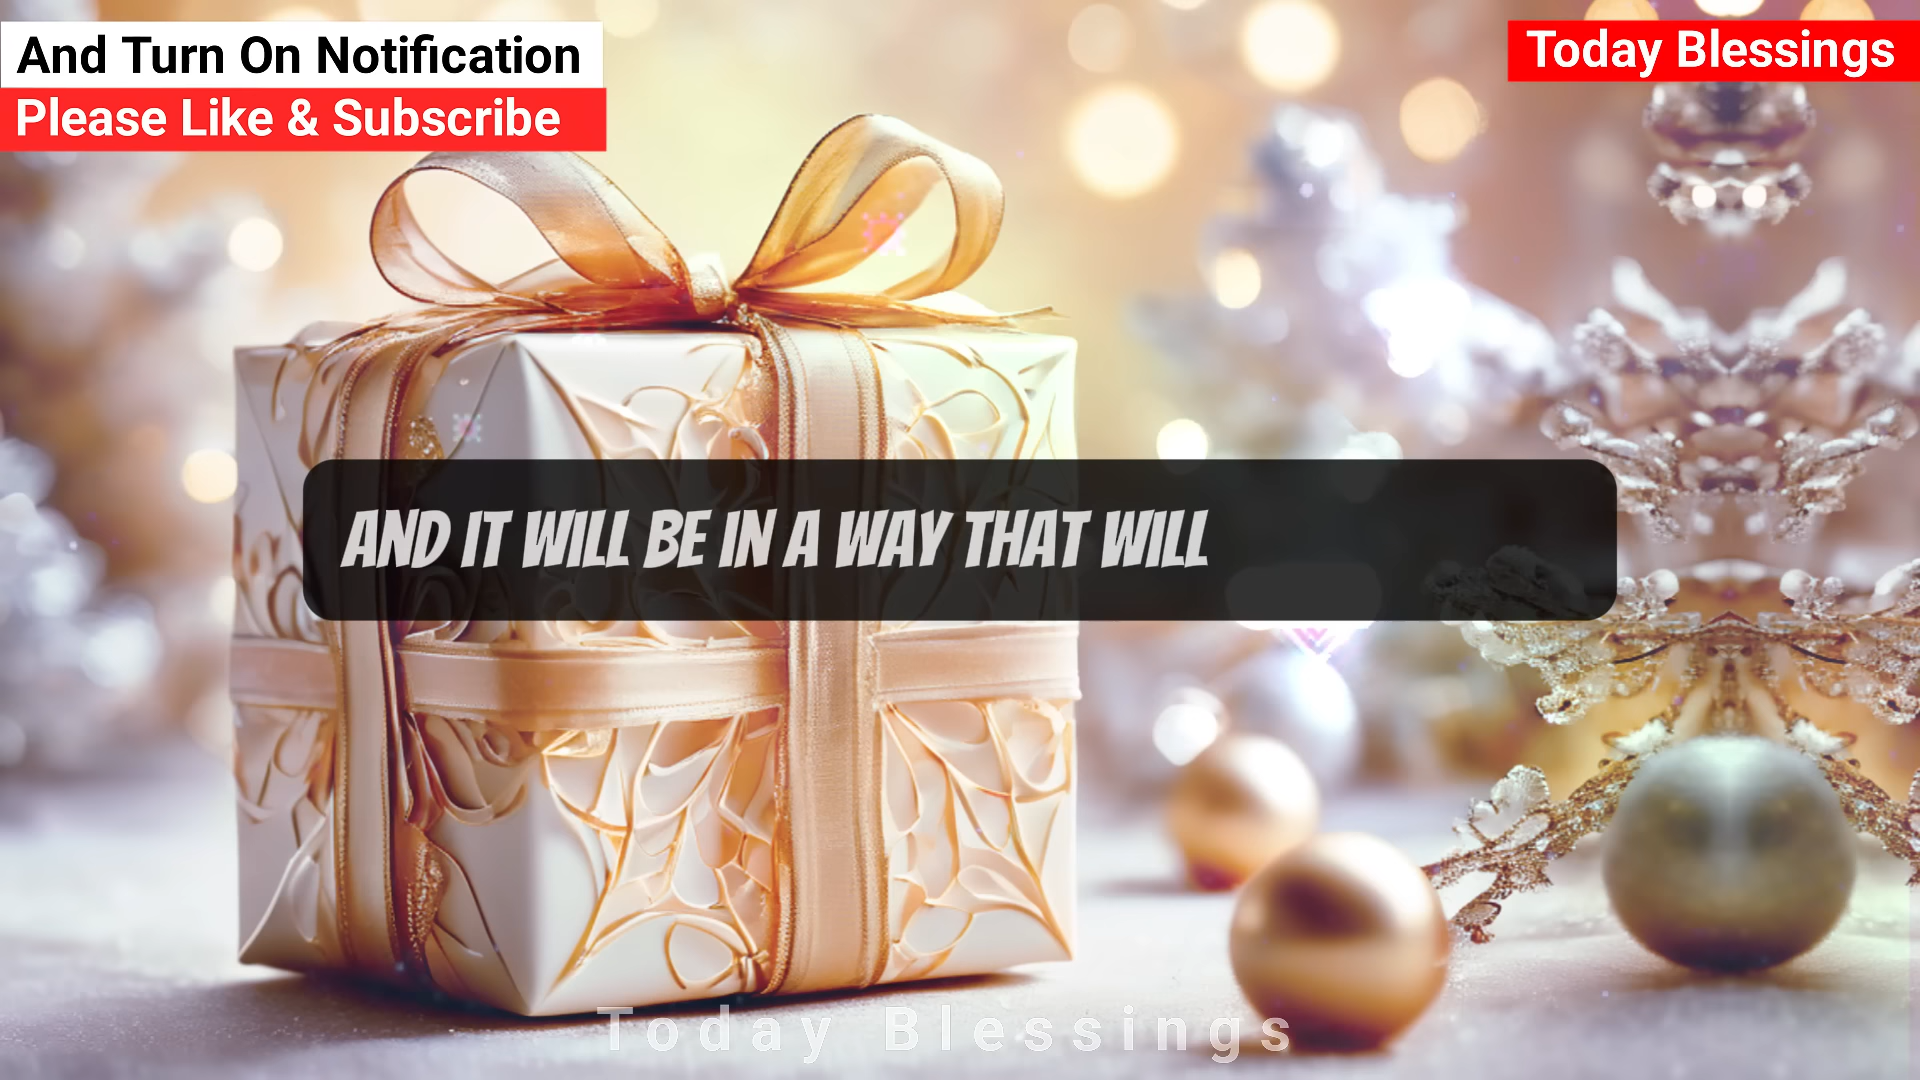 And Turn On Notification
Please Like & Subscribe
Today Blessings
AND IT WILL BE IN A WAY THAT WILL
Today Blessings